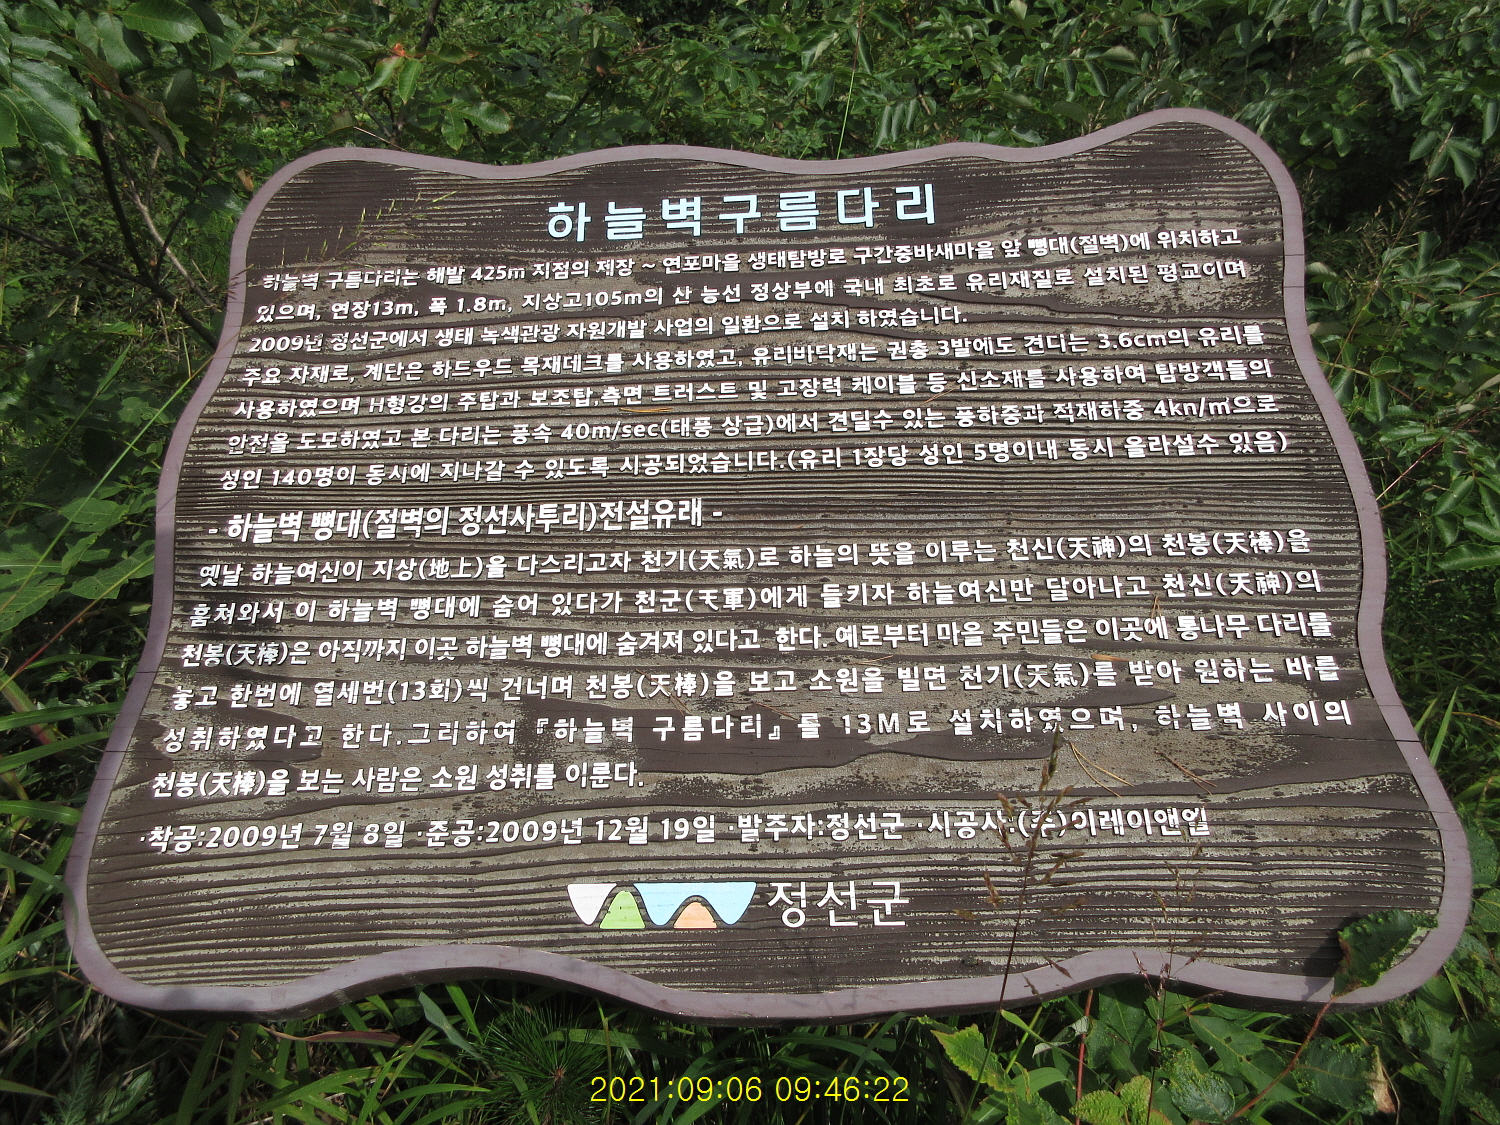 하늘벽구름다리
하늘벽 구름다리는 해발 425m 지점의 제장 ~ 연포마을 생태탐방로 구간중바새마을 앞 뼝대(절벽)에 위치하고
있으며, 연장13m, 폭 1.8m, 지상고105m의 산 능선 정상부에 국내 최초로 유리재질로 설치된 평교이며
2009년 정선군에서 생태 녹색관광 자원개발 사업의 일환으로 설치 하였습니다.
주요 자재로, 계단은 하드우드 목재데크를 사용하였고, 유리바닥재는 권총 3발에도 견디는 3.6cm의 유리를
사용하였으며 H형강의 주탑과 보조탑,측면 트러스트 및 고장력 케이블 등 신소재를 사용하여 탐방객들의
안전을 도모하였고 본 다리는 풍속 40m/sec(태풍 상급)에서 견딜수 있는 풍하중과 적재하중 4kn/㎡으로
성인 140명이 동시에 지나갈 수 있도록 시공되었습니다.(유리 1장당 성인 5명이내 동시 올라설수 있음)
- 하늘벽 뼝대(절벽의 정선사투리)전설유래 -
옛날 하늘여신이 지상(地上)을 다스리고자 천기(天氣)로 하늘의 뜻을 이루는 천신(天神)의 천봉(天棒)을
훔쳐와서 이 하늘벽 뼝대에 숨어 있다가 천군(天軍)에게 들키자 하늘여신만 달아나고 천신(天神)의
천봉(天棒)은 아직까지 이곳 하늘벽 뼝대에 숨겨져 있다고 한다. 예로부터 마을 주민들은 이곳에 통나무 다리를
놓고 한번에 열세번(13회)씩 건너며 천봉(天棒)을 보고 소원을 빌면 천기(天氣)를 받아 원하는 바를
성취하였다고 한다.그리하여 『하늘벽 구름다리』를 13M로 설치하였으며, 하늘벽 사이의
천봉(天棒)을 보는 사람은 소원 성취를 이룬다.
·착공:2009년 7월 8일 ·준공:2009년 12월 19일 ·발주자:정선군 ·시공사:(주)이레이앤엘
정선군
2021:09:06 09:46:22